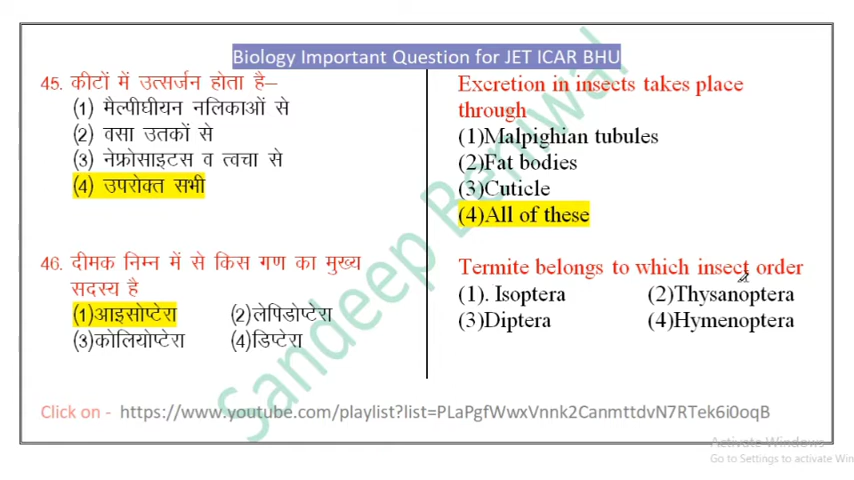 Biology Important Question for JET ICAR BHU
45. कीटों में उत्सर्जन होता है–
(1) मैल्पीघीयन नलिकाओं से
(2) वसा उतकों से
(3) नेफ्रोसाइटस व त्वचा से
(4) उपरोक्त सभी
46. दीमक निम्न में से किस गण का मुख्य
सदस्य है
(1)आइसोप्टेरा (2)लेपिडोप्टेरा
(3)कोलियोप्टेरा (4)डिप्टेरा
Excretion in insects takes place
through
(1)Malpighian tubules
(2)Fat bodies
(3)Cuticle
(4)All of these
Termite belongs to which insect order
(1). Isoptera (2)Thysanoptera
(3)Diptera (4)Hymenoptera
Sandeep Beniwal
Click on - https://www.youtube.com/playlist?list=PLaPgfWwxVnnk2CanmttdvN7RTek6i0oqB
Activate Windows
Go to Settings to activate Win